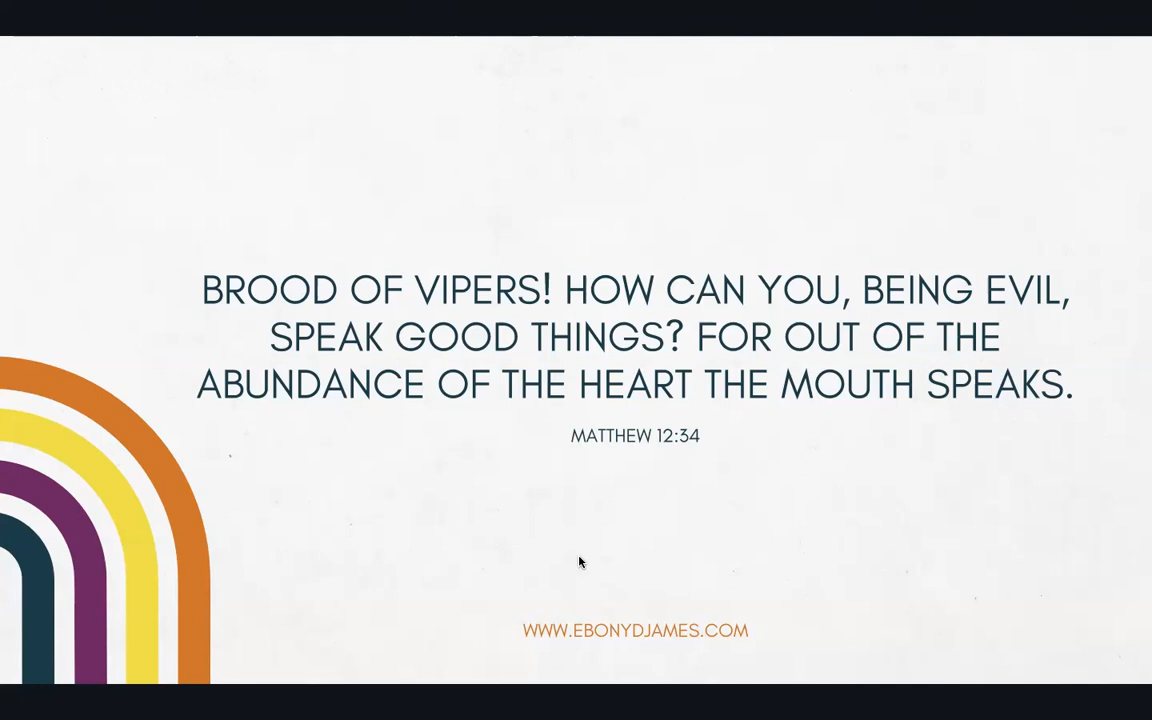 BROOD OF VIPERS! HOW CAN YOU, BEING EVIL,
SPEAK GOOD THINGS? FOR OUT OF THE
ABUNDANCE OF THE HEART THE MOUTH SPEAKS.
MATTHEW 12:34
WWW.EBONYDJAMES.COM